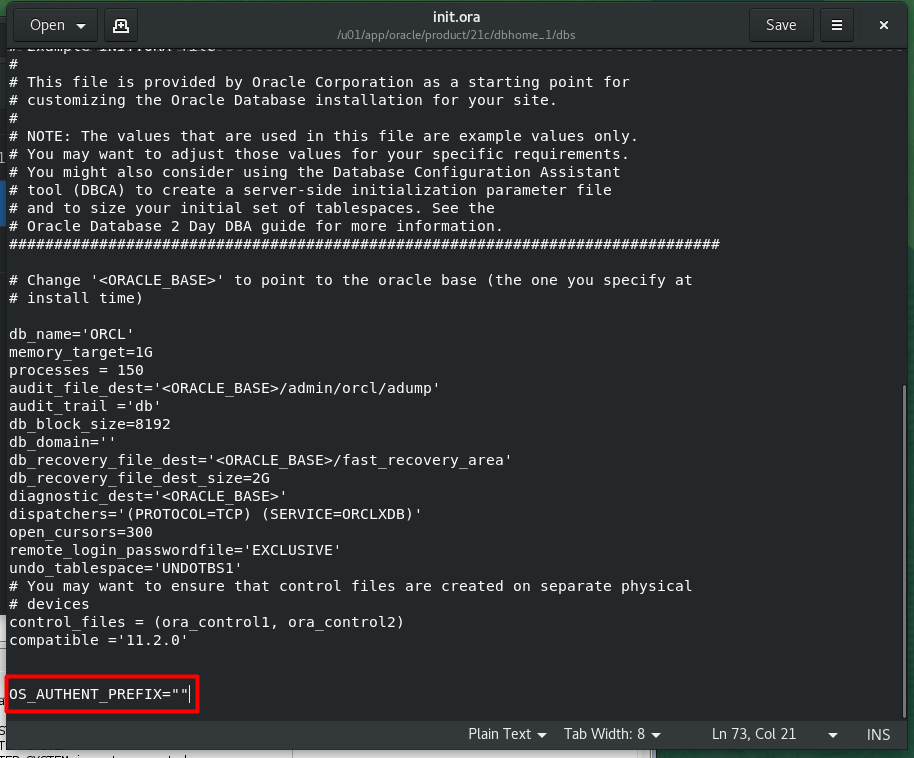 Open
init.ora
/u01/app/oracle/product/21c/dbhome_1/dbs
Save
# Example INIT.ORA file
#
# This file is provided by Oracle Corporation as a starting point for
# customizing the Oracle Database installation for your site.
#
# NOTE: The values that are used in this file are example values only.
# You may want to adjust those values for your specific requirements.
# You might also consider using the Database Configuration Assistant
# tool (DBCA) to create a server-side initialization parameter file
# and to size your initial set of tablespaces. See the
# Oracle Database 2 Day DBA guide for more information.
###############################################################################
# Change '<ORACLE_BASE>' to point to the oracle base (the one you specify at
# install time)
db_name='ORCL'
memory_target=1G
processes = 150
audit_file_dest='<ORACLE_BASE>/admin/orcl/adump'
audit_trail ='db'
db_block_size=8192
db_domain=''
db_recovery_file_dest='<ORACLE_BASE>/fast_recovery_area'
db_recovery_file_dest_size=2G
diagnostic_dest='<ORACLE_BASE>'
dispatchers='(PROTOCOL=TCP) (SERVICE=ORCLXDB)'
open_cursors=300
remote_login_passwordfile='EXCLUSIVE'
undo_tablespace='UNDOTBS1'
# You may want to ensure that control files are created on separate physical
# devices
control_files = (ora_control1, ora_control2)
compatible ='11.2.0'
OS_AUTHENT_PREFIX=""
Plain Text Tab Width: 8 Ln 73, Col 21 INS